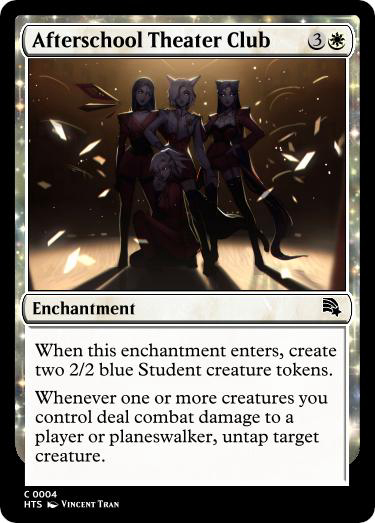 Afterschool Theater Club 3
Enchantment
When this enchantment enters, create
two 2/2 blue Student creature tokens.
Whenever one or more creatures you
control deal combat damage to a
player or planeswalker, untap target
creature.
C 0004
HTS VINCENT TRAN